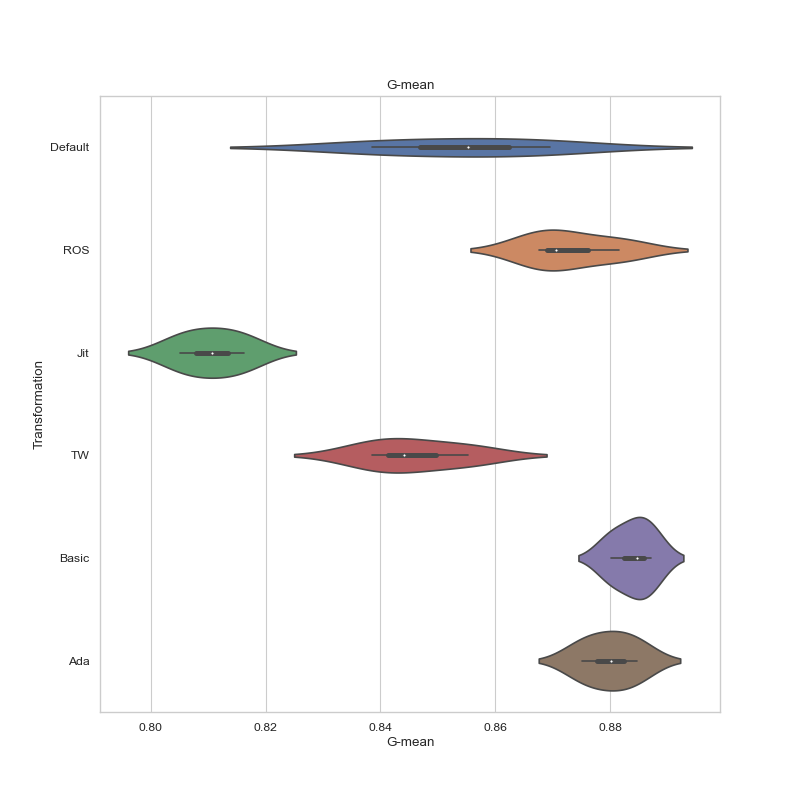 G-mean
Default
ROS
Jit
TW
Basic
Ada
Transformation
0.80 0.82 0.84 0.86 0.88
G-mean